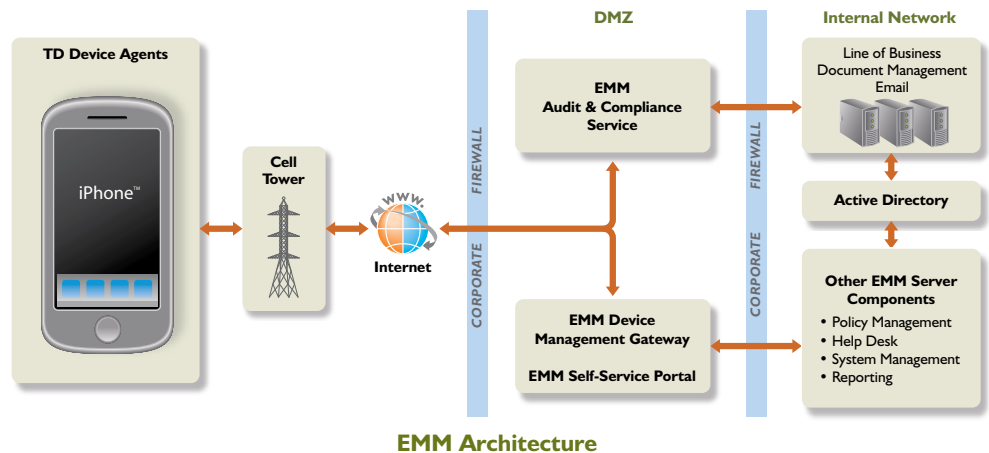 DMZ
Internal Network
TD Device Agents
iPhone™
Cell
Tower
www.
Internet
CORPORATE FIREWALL
EMM
Audit & Compliance
Service
EMM Device
Management Gateway
EMM Self-Service Portal
CORPORATE FIREWALL
Line of Business
Document Management
Email
Active Directory
Other EMM Server
Components
• Policy Management
• Help Desk
• System Management
• Reporting
EMM Architecture